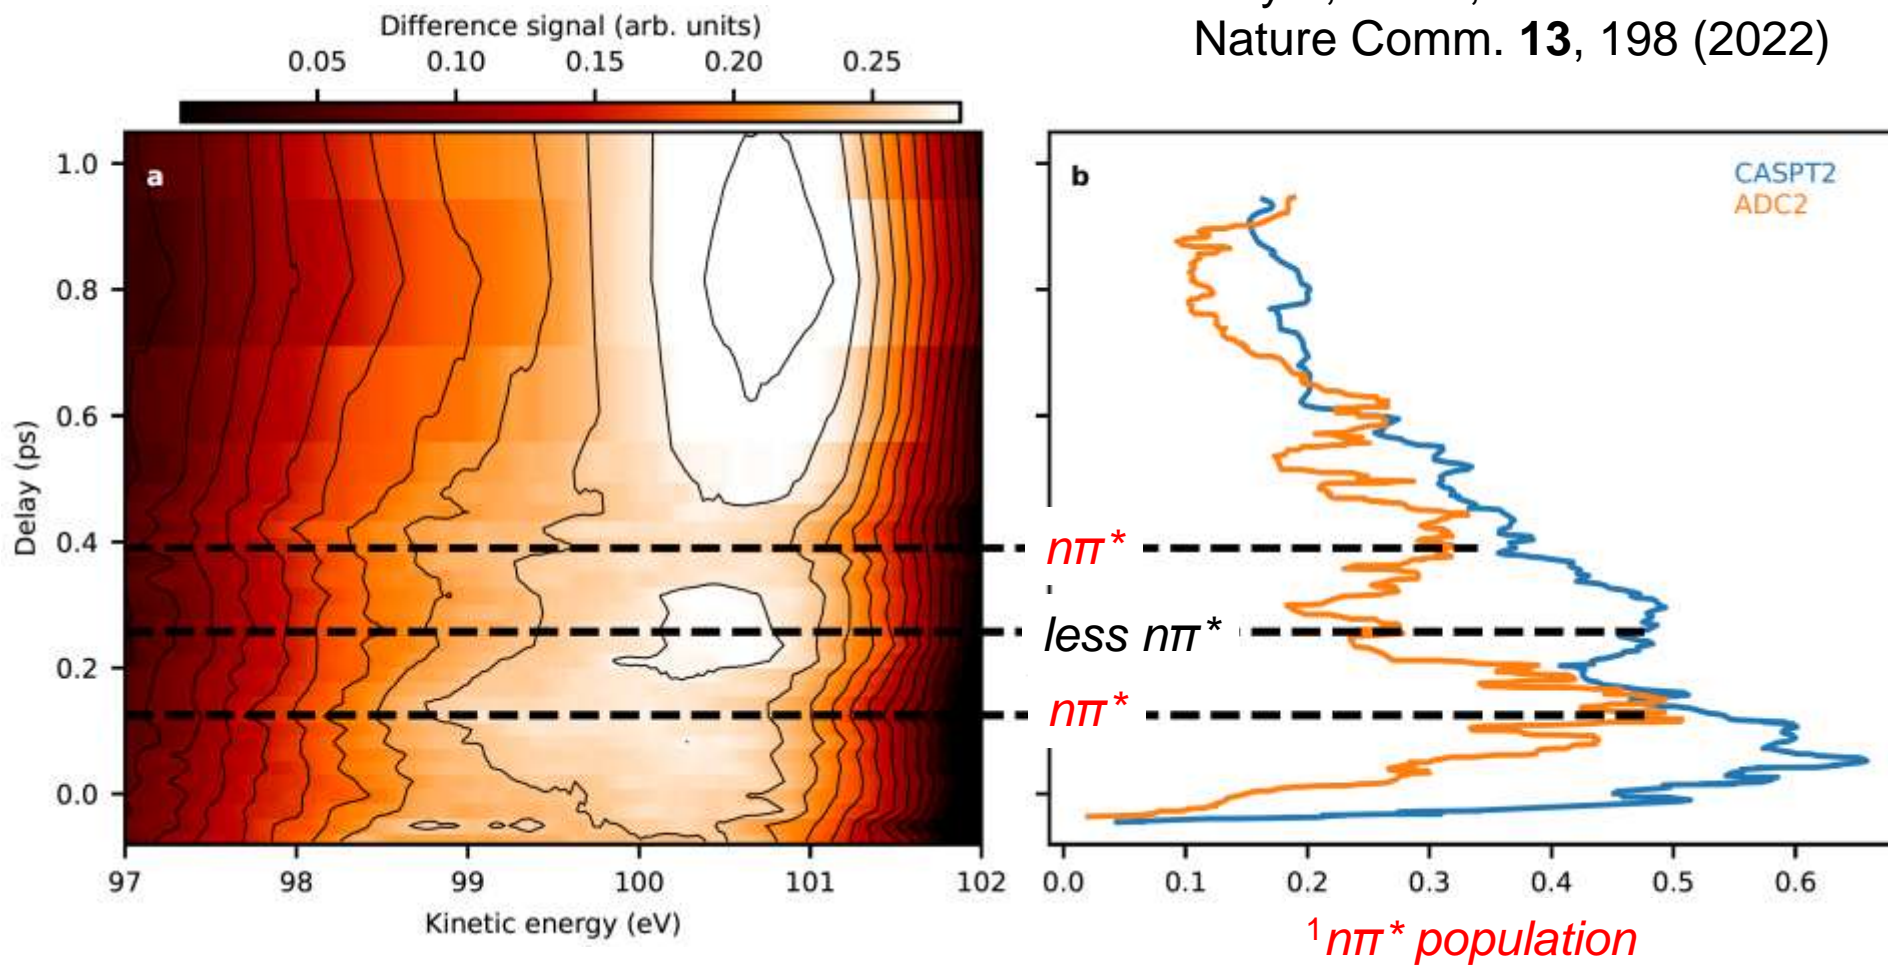 Nature Comm. 13, 198 (2022)
Difference signal (arb. units)
0.05 0.10 0.15 0.20 0.25
a
Delay (ps)
1.0
0.8
0.6
0.4
0.2
0.0
97 98 99 100 101 102
Kinetic energy (eV)
b
CASPT2
ADC2
nπ*
less nπ*
nπ*
0.0 0.1 0.2 0.3 0.4 0.5 0.6
¹nπ* population